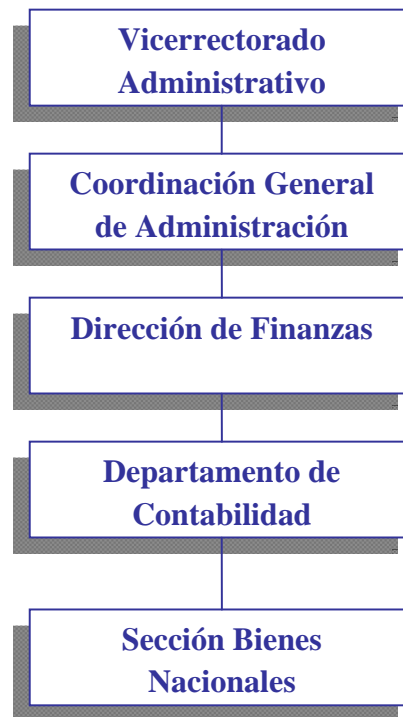 Vicerrectorado
Administrativo
Coordinación General
de Administración
Dirección de Finanzas
Departamento de
Contabilidad
Sección Bienes
Nacionales